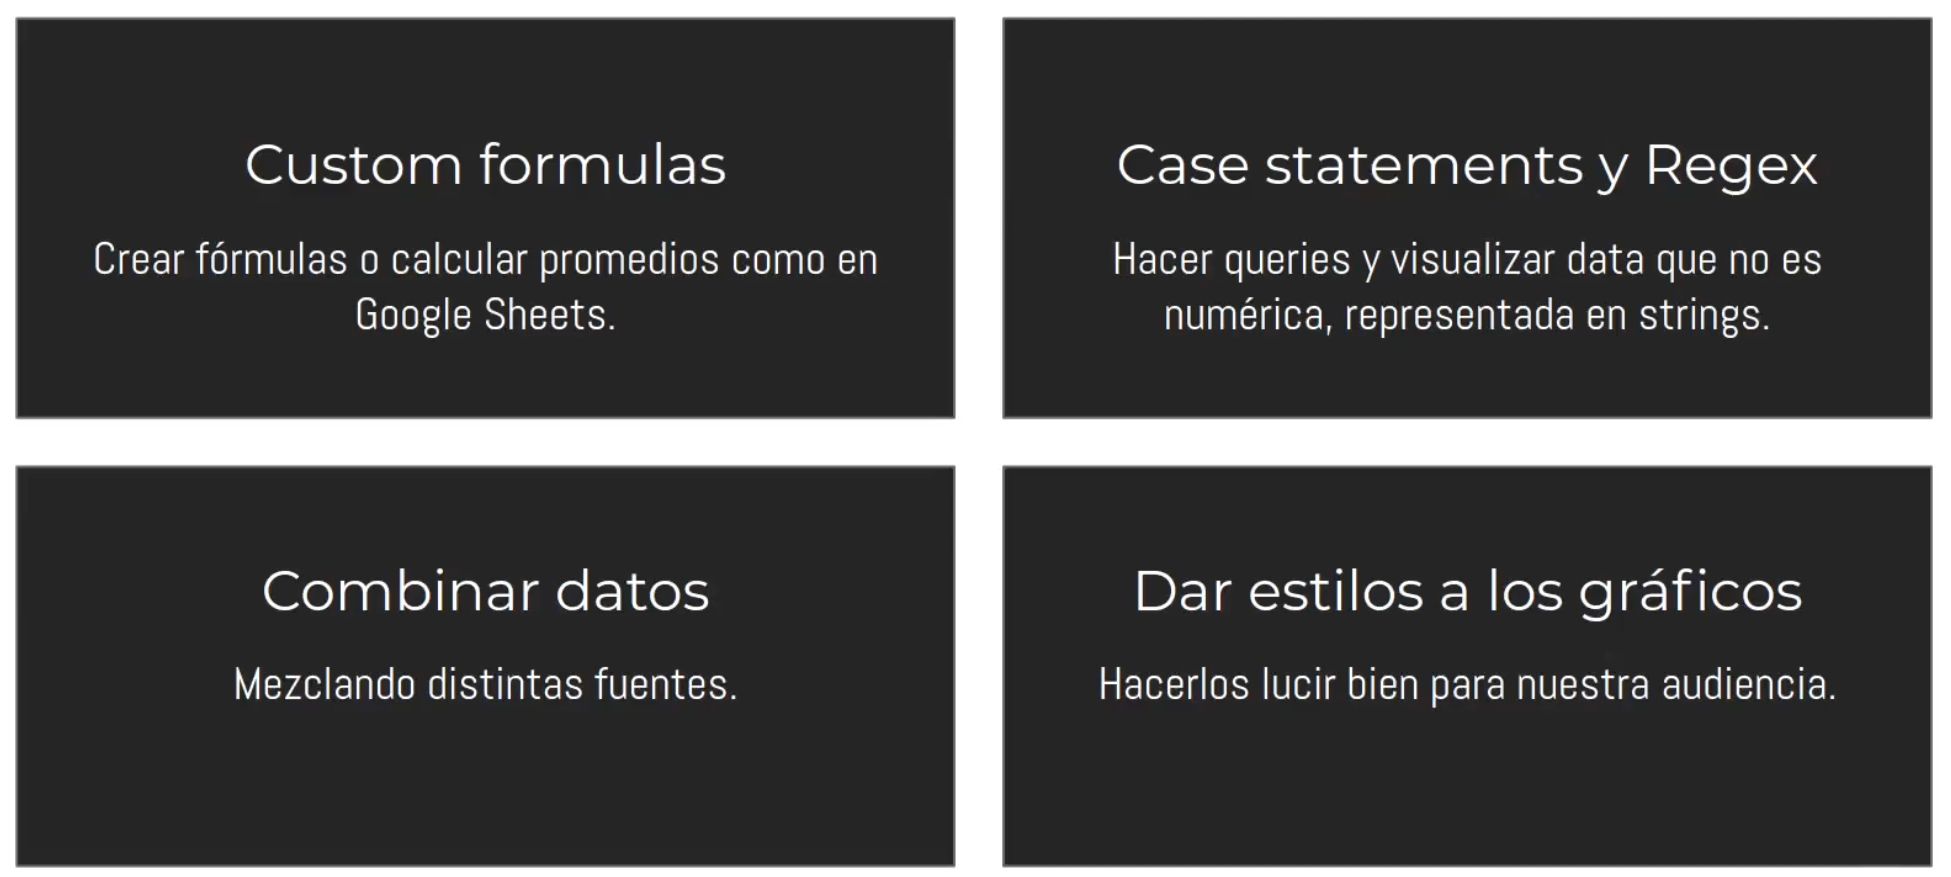 Custom formulas
Crear fórmulas o calcular promedios como en
Google Sheets.
Case statements y Regex
Hacer queries y visualizar data que no es
numérica, representada en strings.
Combinar datos
Mezclando distintas fuentes.
Dar estilos a los gráficos
Hacerlos lucir bien para nuestra audiencia.